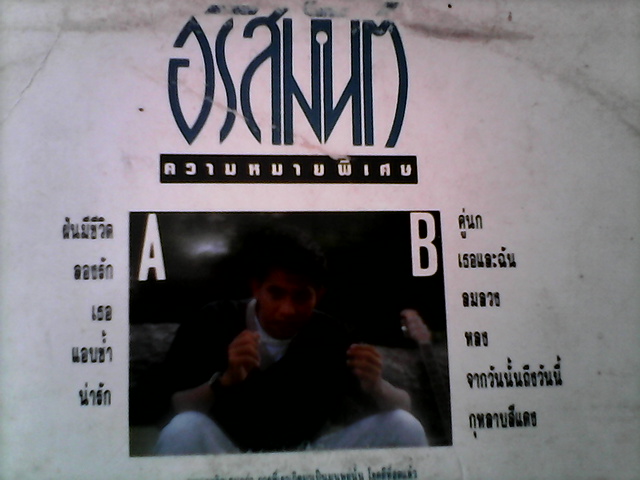 อริสมันต์
ความหมายพิเศษ
A
ฝันมีชีวิต
ลองรัก
เธอ
แอบช้ำ
น่ารัก
B
คู่นก
เธอและฉัน
ลมลวง
หลง
จากวันนั้นถึงวันนี้
กุหลาบสีแดง